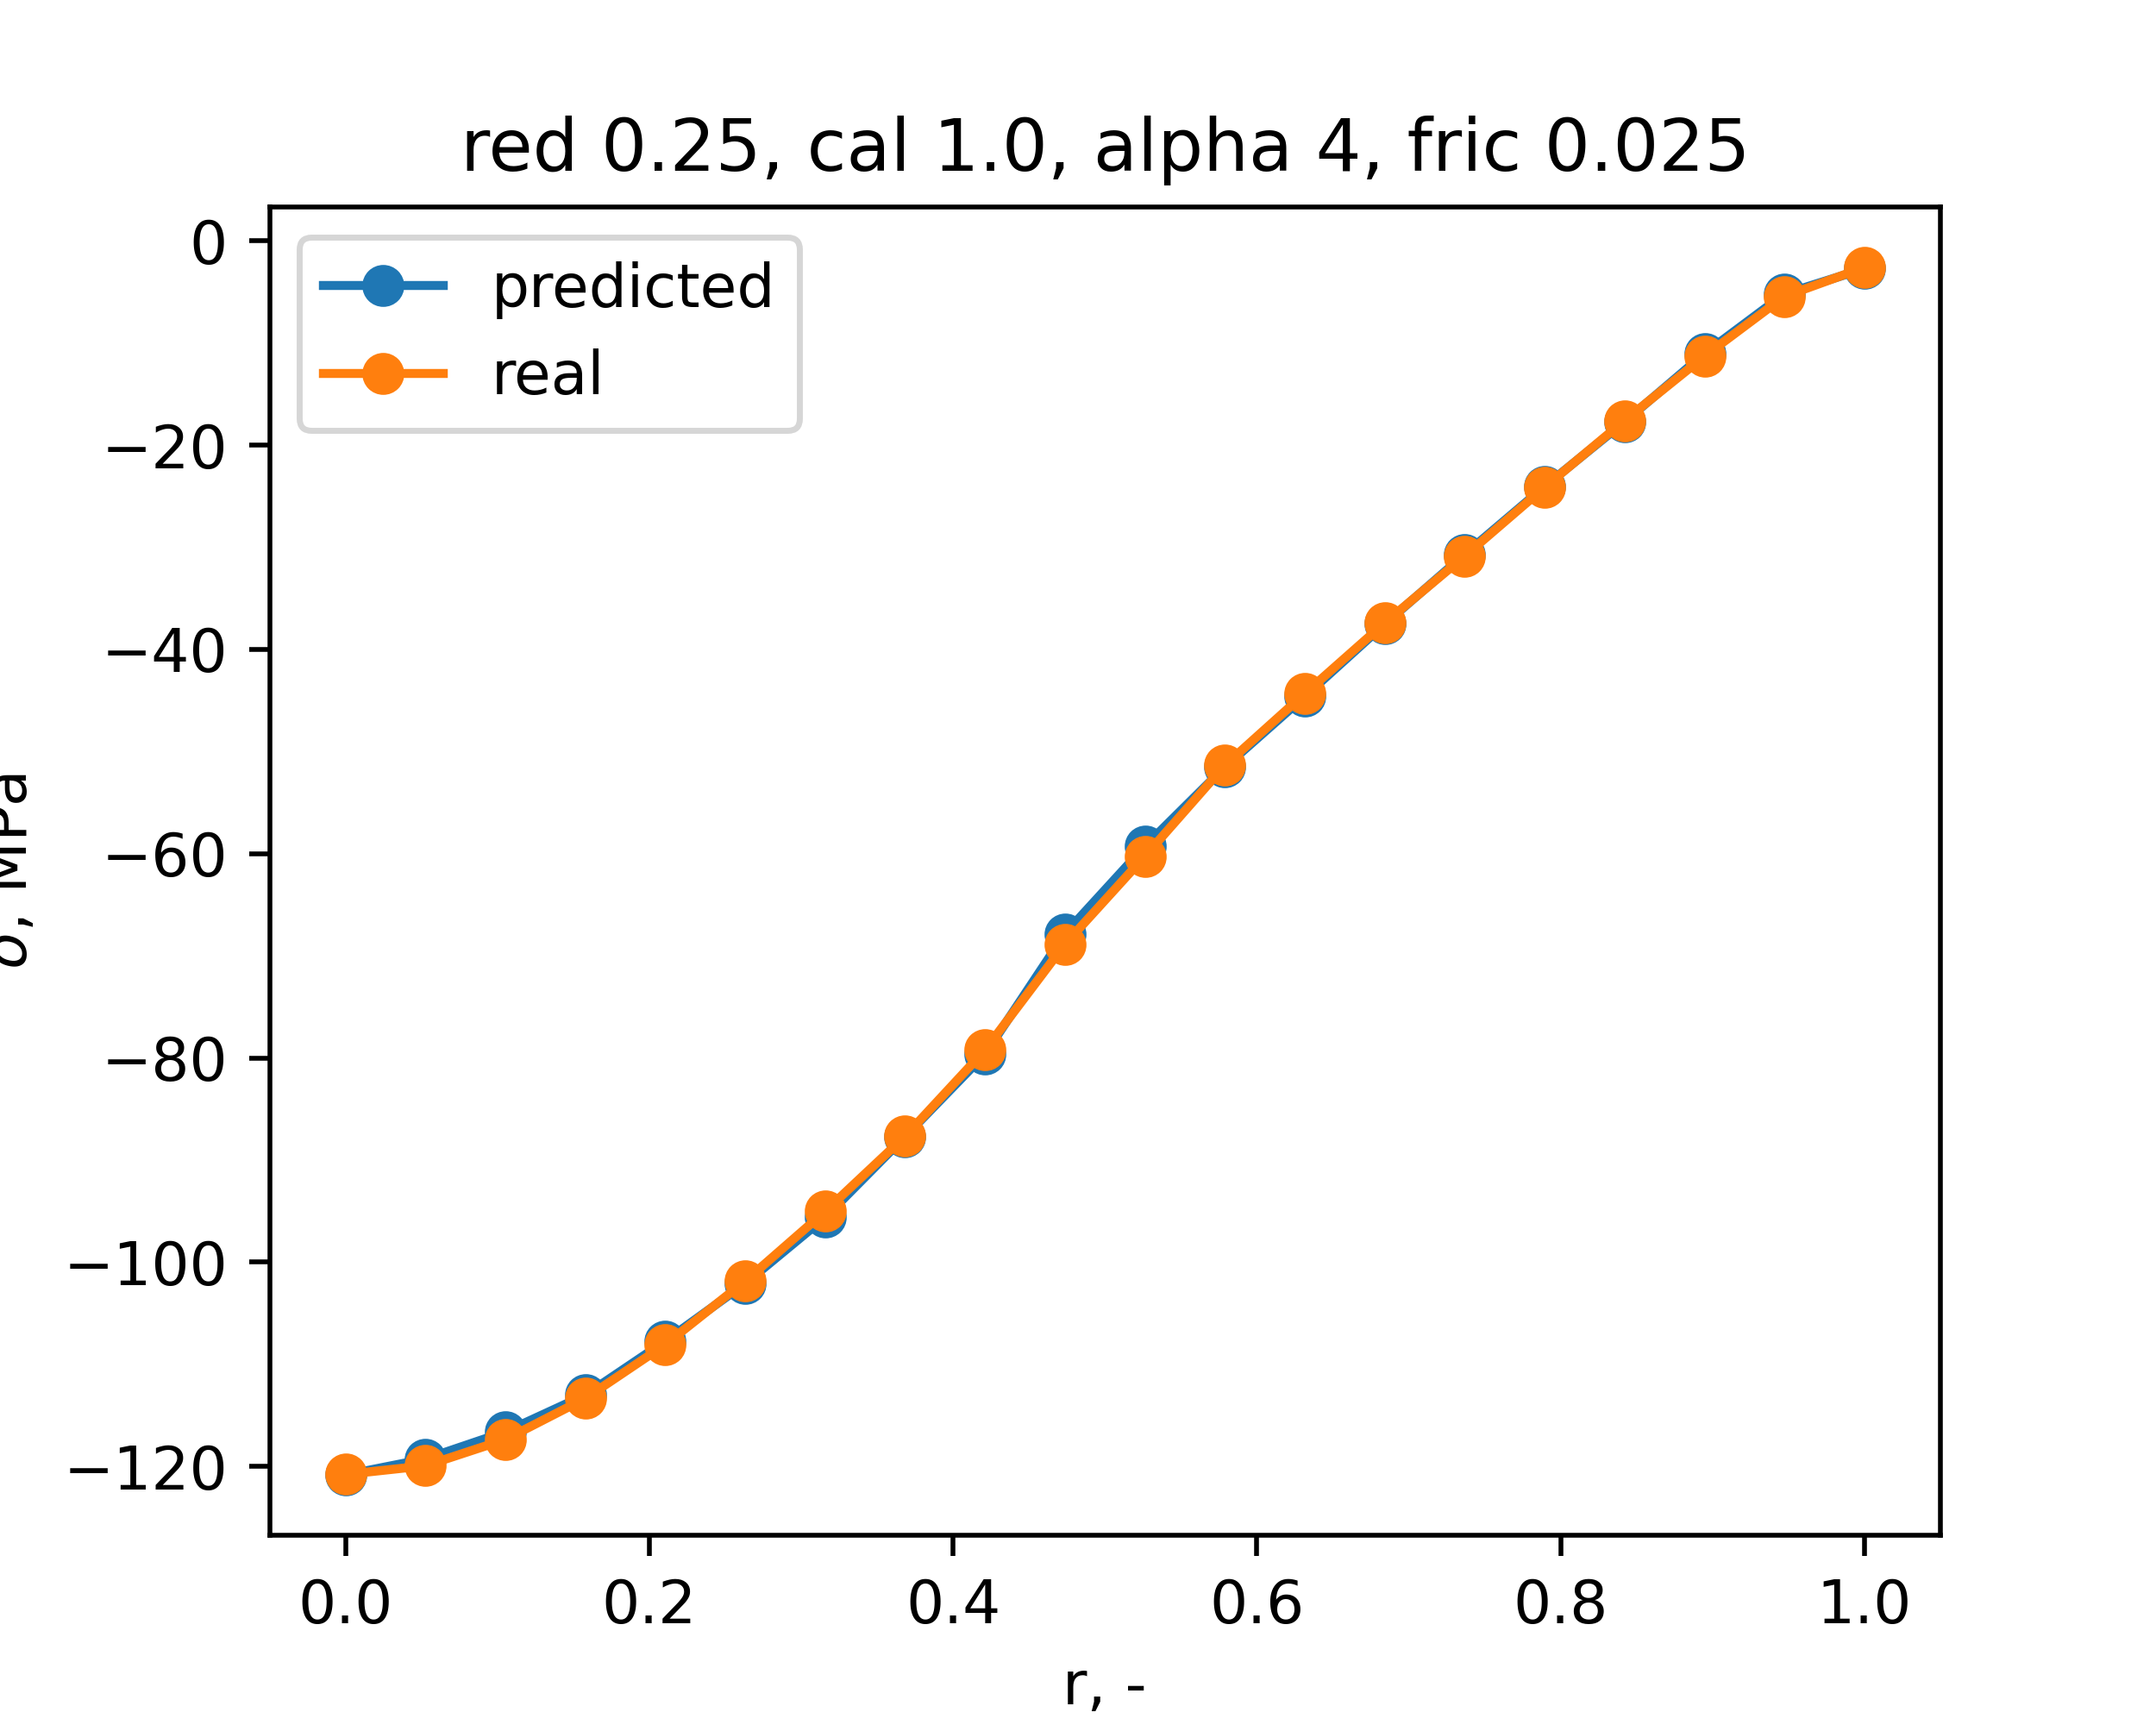 red 0.25, cal 1.0, alpha 4, fric 0.025
predicted
real
0
−20
−40
−60
−80
−100
−120
σ, MPa
0.0 0.2 0.4 0.6 0.8 1.0
r, -